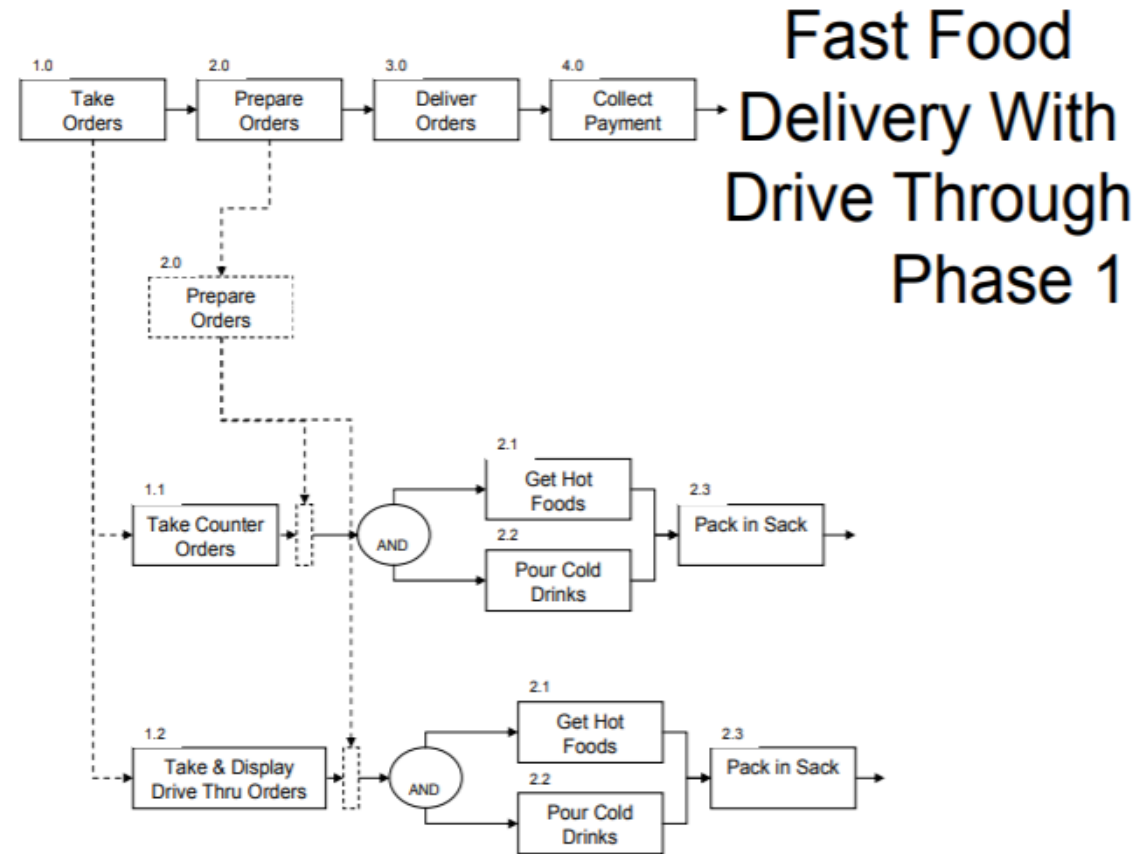 Fast Food
Delivery With
Drive Through
Phase 1
1.0
Take
Orders
2.0
Prepare
Orders
3.0
Deliver
Orders
4.0
Collect
Payment
2.0
Prepare
Orders
1.1
Take Counter
Orders
AND
2.1
Get Hot
Foods
2.2
Pour Cold
Drinks
2.3
Pack in Sack
1.2
Take & Display
Drive Thru Orders
AND
2.1
Get Hot
Foods
2.2
Pour Cold
Drinks
2.3
Pack in Sack